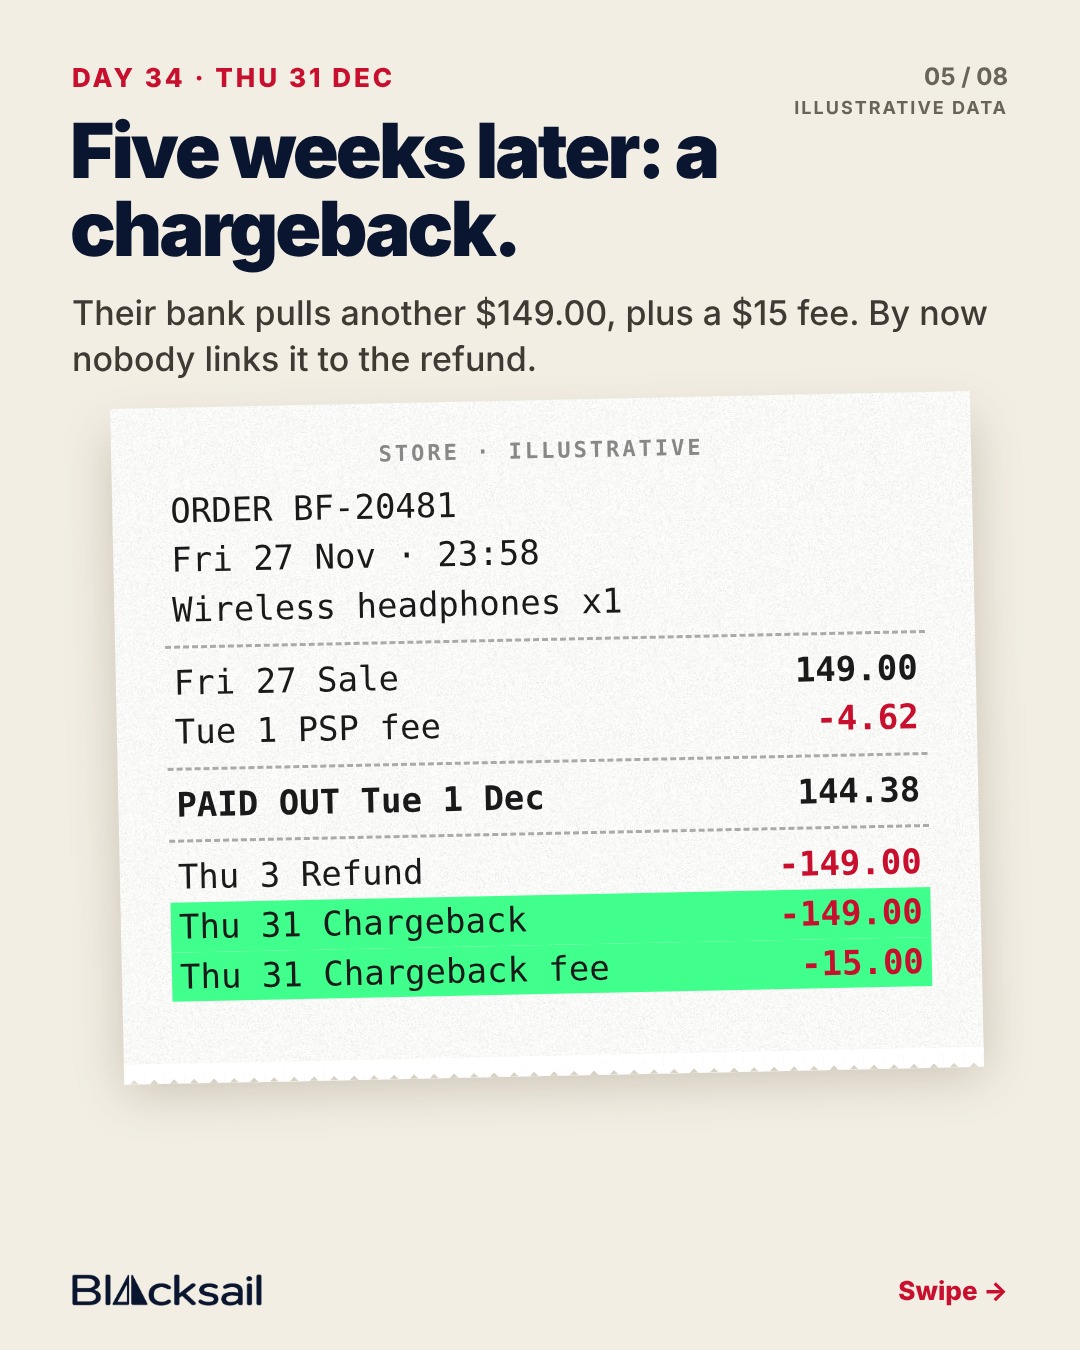 DAY 34 · THU 31 DEC
05 / 08
ILLUSTRATIVE DATA
Five weeks later: a
chargeback.
Their bank pulls another $149.00, plus a $15 fee. By now
nobody links it to the refund.
STORE · ILLUSTRATIVE
ORDER BF-20481
Fri 27 Nov · 23:58
Wireless headphones x1
Fri 27 Sale 149.00
Tue 1 PSP fee -4.62
PAID OUT Tue 1 Dec 144.38
Thu 3 Refund -149.00
Thu 31 Chargeback -149.00
Thu 31 Chargeback fee -15.00
Blacksail
Swipe →